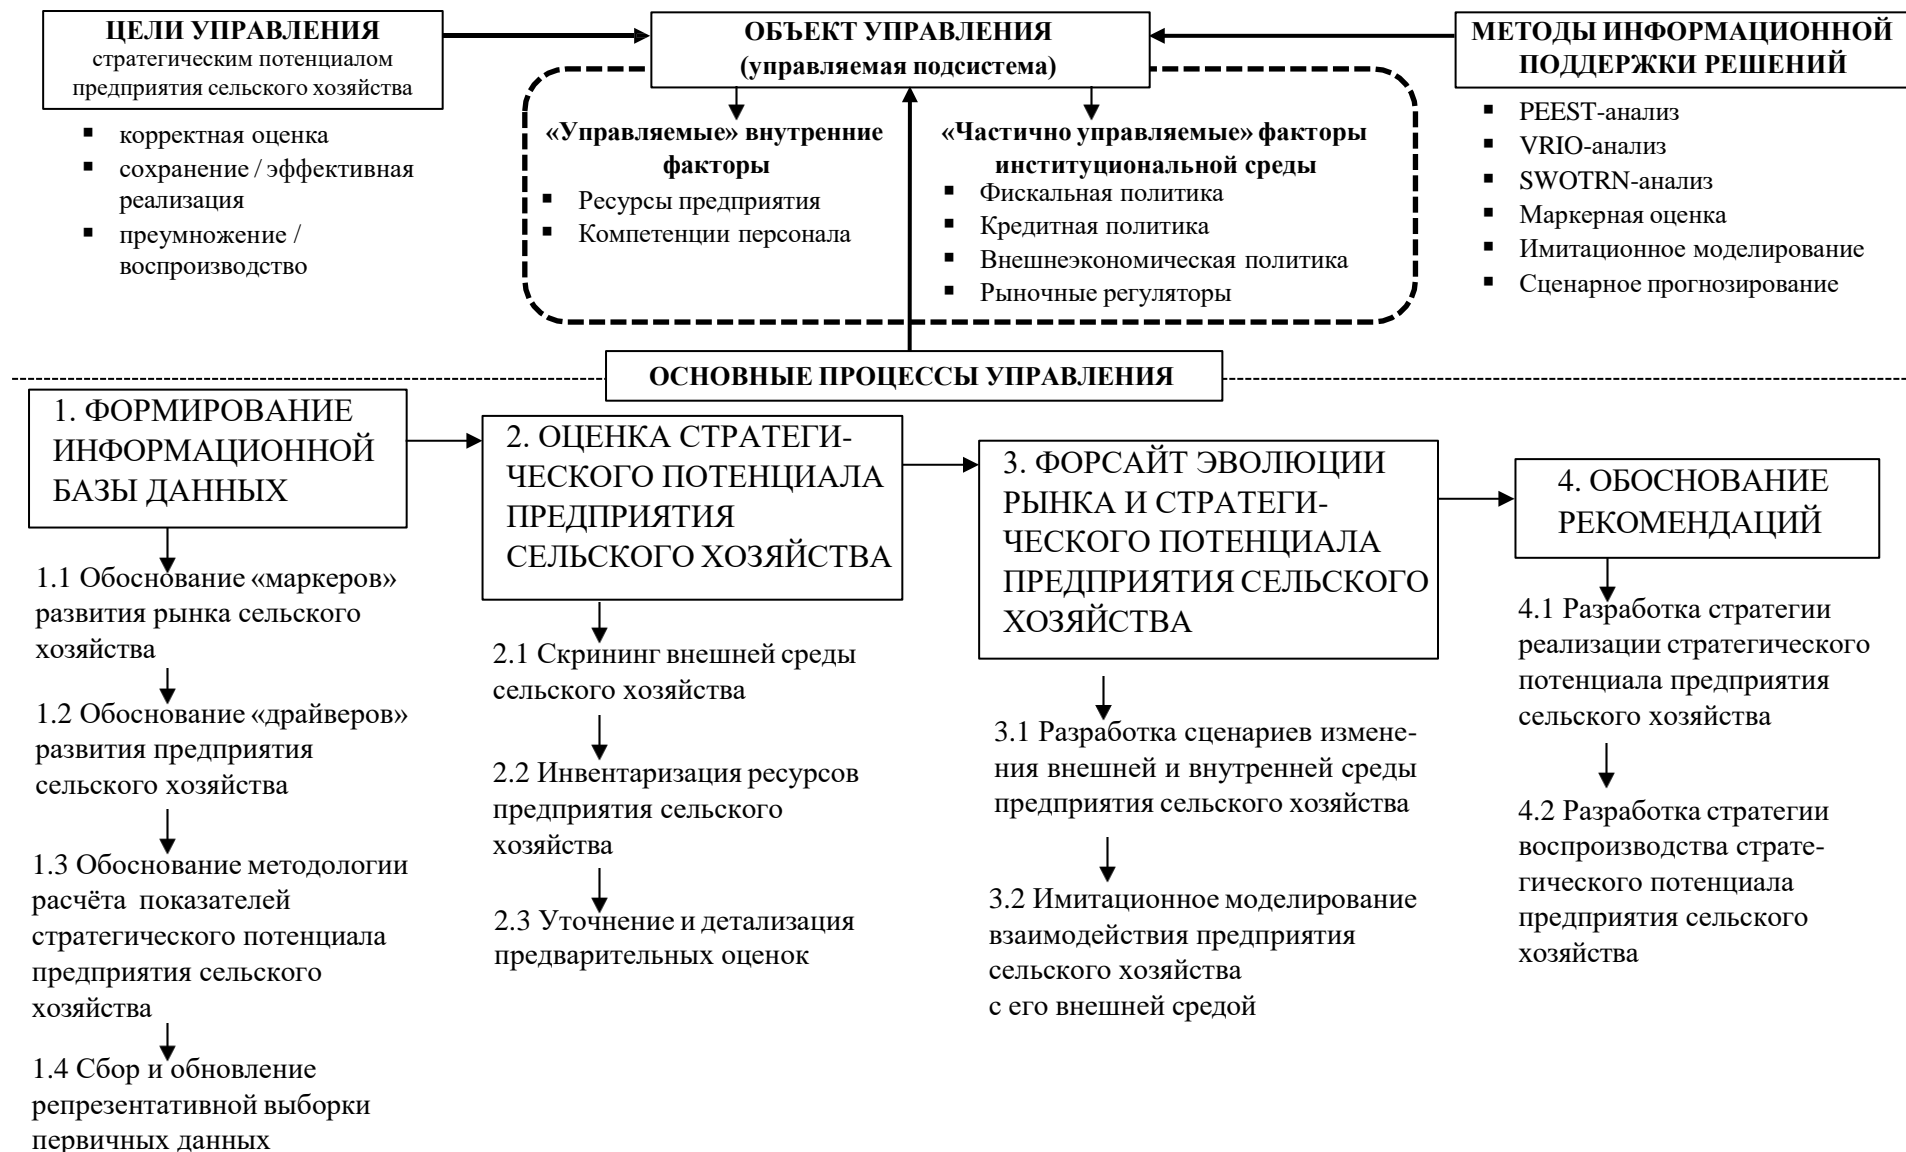 ЦЕЛИ УПРАВЛЕНИЯ
стратегическим потенциалом
предприятия сельского хозяйства
▪ корректная оценка
▪ сохранение / эффективная
реализация
▪ преумножение /
воспроизводство
ОБЪЕКТ УПРАВЛЕНИЯ
(управляемая подсистема)
«Управляемые» внутренние
факторы
▪ Ресурсы предприятия
▪ Компетенции персонала
«Частично управляемые» факторы
институциональной среды
▪ Фискальная политика
▪ Кредитная политика
▪ Внешнеэкономическая политика
▪ Рыночные регуляторы
МЕТОДЫ ИНФОРМАЦИОННОЙ
ПОДДЕРЖКИ РЕШЕНИЙ
▪ PEEST-анализ
▪ VRIO-анализ
▪ SWOTRN-анализ
▪ Маркерная оценка
▪ Имитационное моделирование
▪ Сценарное прогнозирование
ОСНОВНЫЕ ПРОЦЕССЫ УПРАВЛЕНИЯ
1. ФОРМИРОВАНИЕ
ИНФОРМАЦИОННОЙ
БАЗЫ ДАННЫХ
1.1 Обоснование «маркеров»
развития рынка сельского
хозяйства
1.2 Обоснование «драйверов»
развития предприятия
сельского хозяйства
1.3 Обоснование методологии
расчёта показателей
стратегического потенциала
предприятия сельского
хозяйства
1.4 Сбор и обновление
репрезентативной выборки
первичных данных
2. ОЦЕНКА СТРАТЕГИ-
ЧЕСКОГО ПОТЕНЦИАЛА
ПРЕДПРИЯТИЯ
СЕЛЬСКОГО ХОЗЯЙСТВА
2.1 Скрининг внешней среды
сельского хозяйства
2.2 Инвентаризация ресурсов
предприятия сельского
хозяйства
2.3 Уточнение и детализация
предварительных оценок
3. ФОРСАЙТ ЭВОЛЮЦИИ
РЫНКА И СТРАТЕГИ-
ЧЕСКОГО ПОТЕНЦИАЛА
ПРЕДПРИЯТИЯ СЕЛЬСКОГО
ХОЗЯЙСТВА
3.1 Разработка сценариев измене-
ния внешней и внутренней среды
предприятия сельского хозяйства
3.2 Имитационное моделирование
взаимодействия предприятия
сельского хозяйства
с его внешней средой
4. ОБОСНОВАНИЕ
РЕКОМЕНДАЦИЙ
4.1 Разработка стратегии
реализации стратегического
потенциала предприятия
сельского хозяйства
4.2 Разработка стратегии
воспроизводства страте-
гического потенциала
предприятия сельского
хозяйства